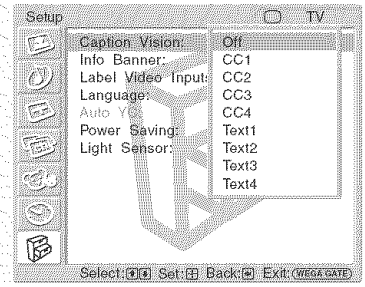 Setup TV
Caption Vision: Off
Info Banner: CC1
Label Video Input: CC2
Language: CC3
Auto YC: CC4
Power Saving: Text1
Light Sensor: Text2
Text3
Text4
Select: Set: Back: Exit: WEGA GATE